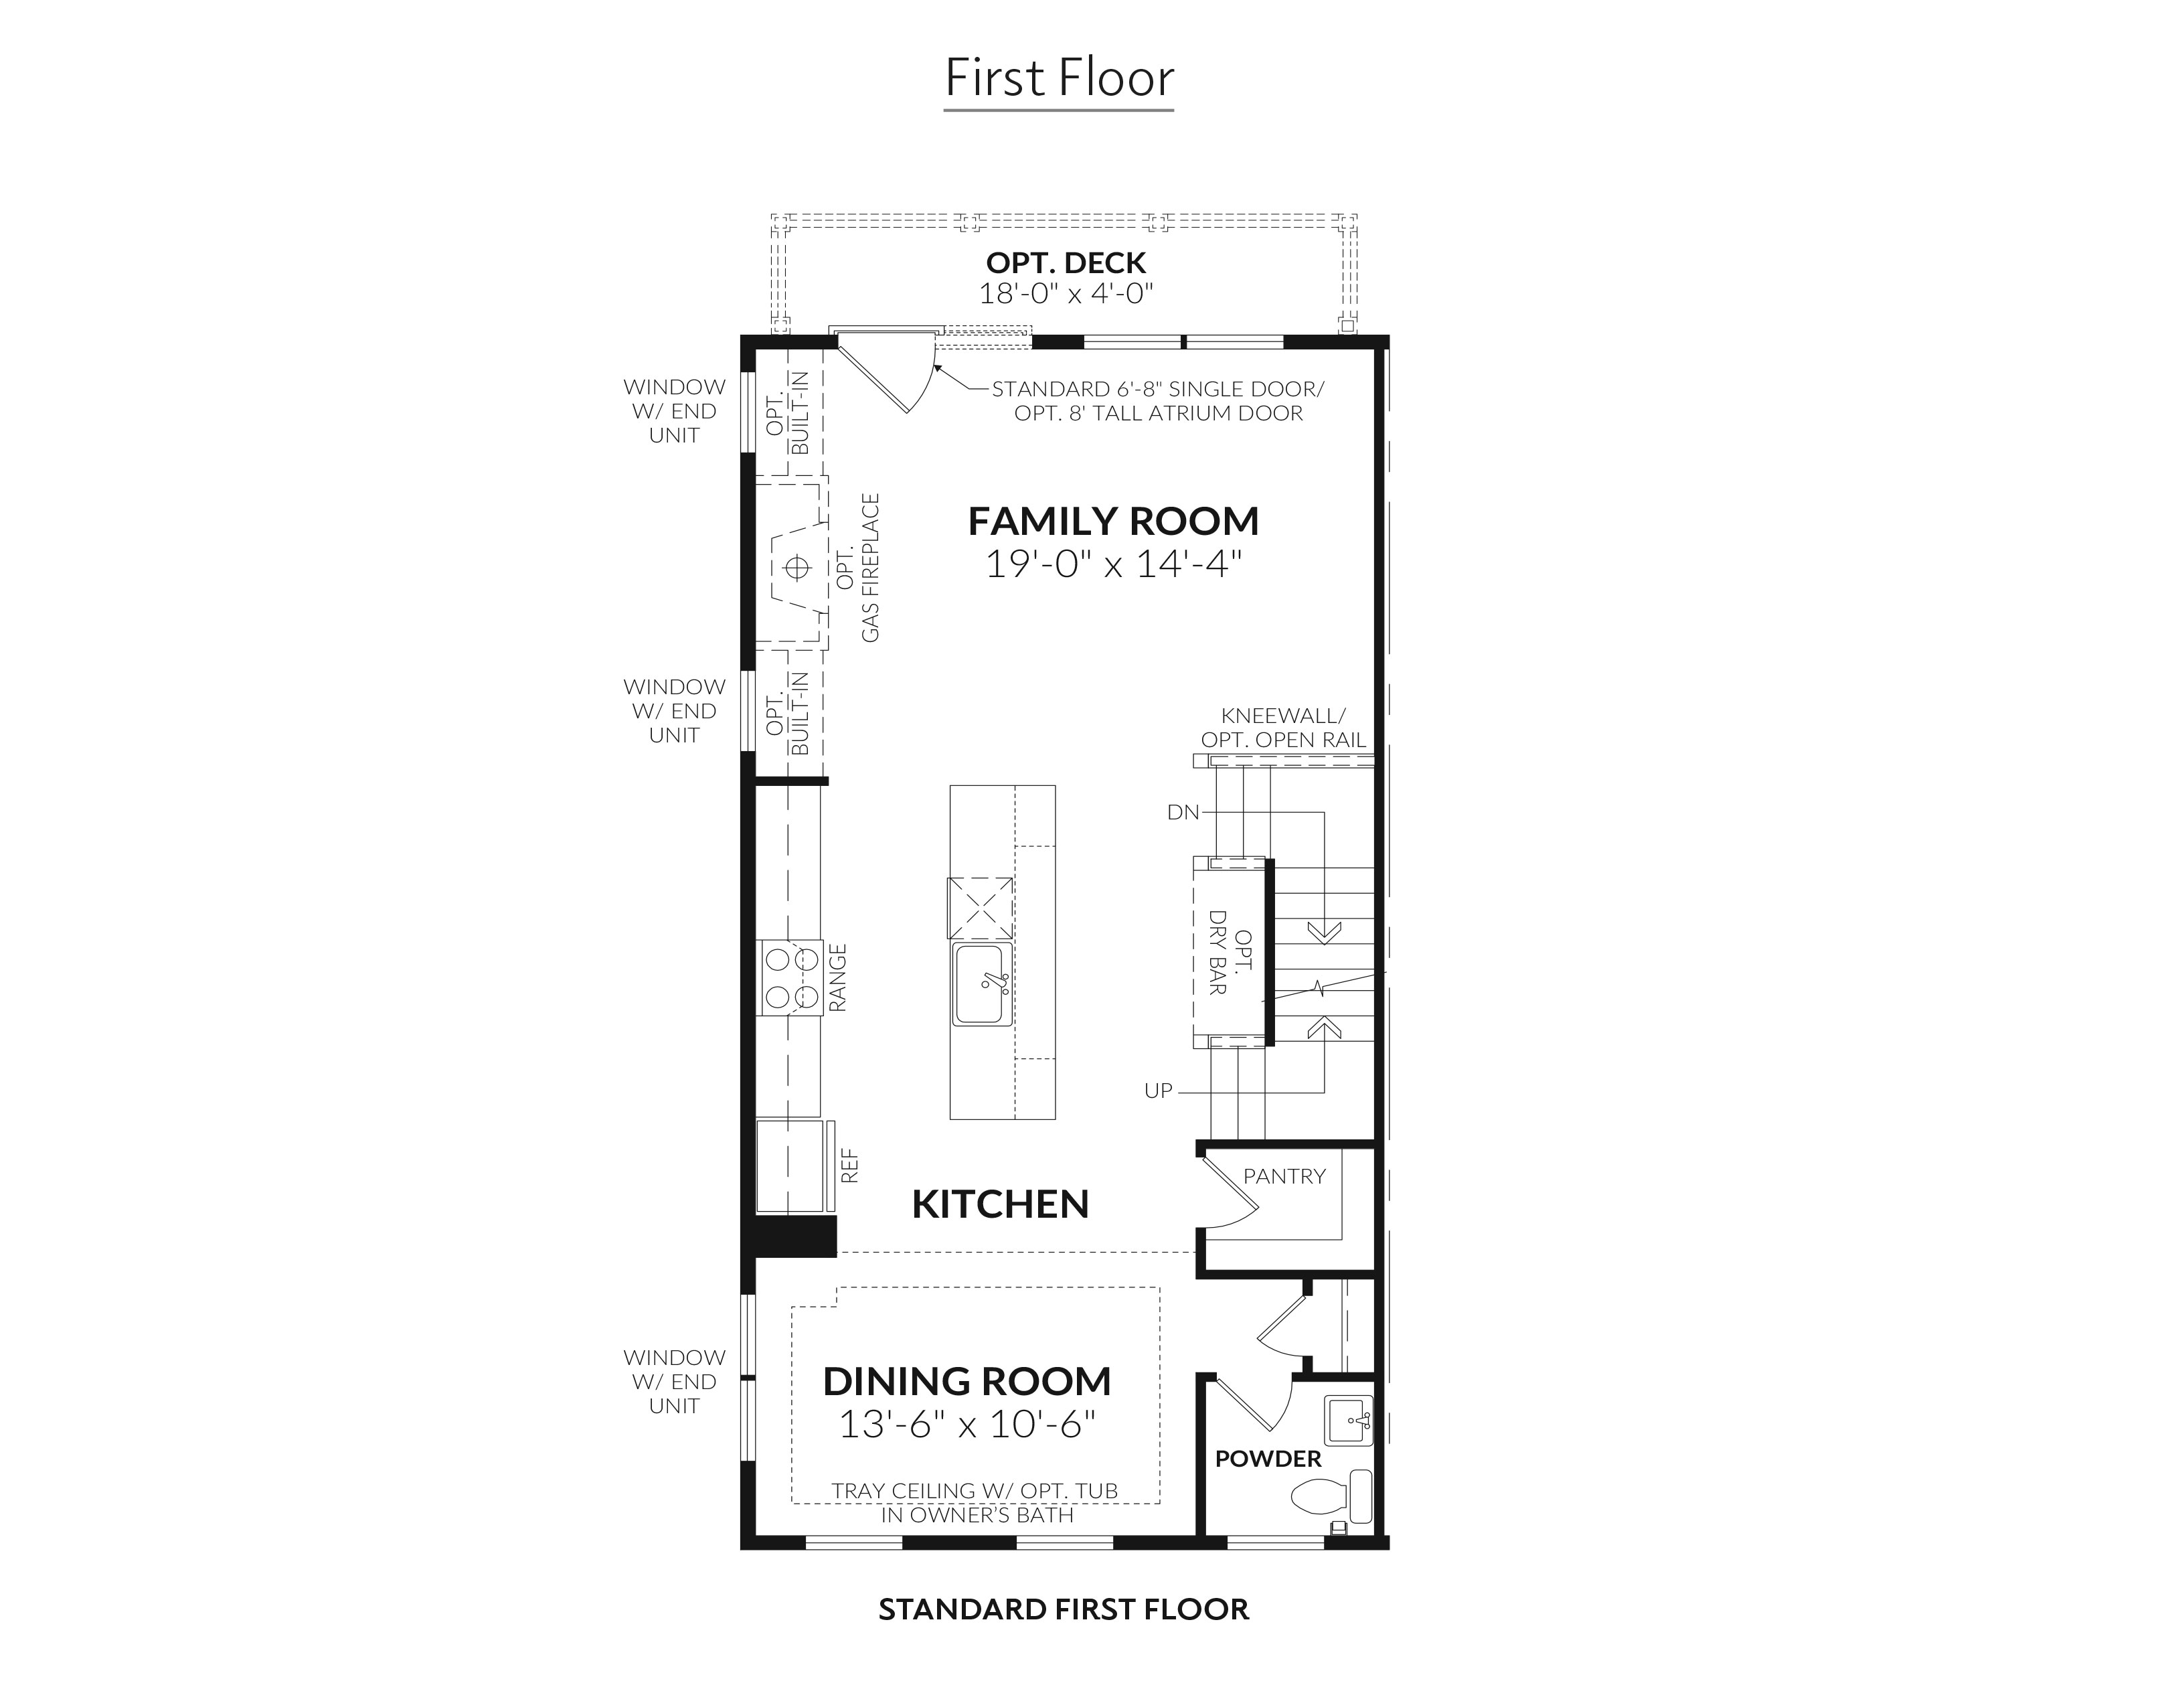 First Floor
OPT. DECK
18'-0" x 4'-0"
STANDARD 6'-8" SINGLE DOOR/
OPT. 8' TALL ATRIUM DOOR
WINDOW
W/ END
UNIT
OPT.
BUILT-IN
FAMILY ROOM
19'-0" x 14'-4"
OPT.
GAS FIREPLACE
WINDOW
W/ END
UNIT
OPT.
BUILT-IN
KNEEWALL/
OPT. OPEN RAIL
DN
OPT.
DRY BAR
RANGE
UP
REF
PANTRY
KITCHEN
WINDOW
W/ END
UNIT
DINING ROOM
13'-6" x 10'-6"
POWDER
TRAY CEILING W/ OPT. TUB
IN OWNER'S BATH
STANDARD FIRST FLOOR